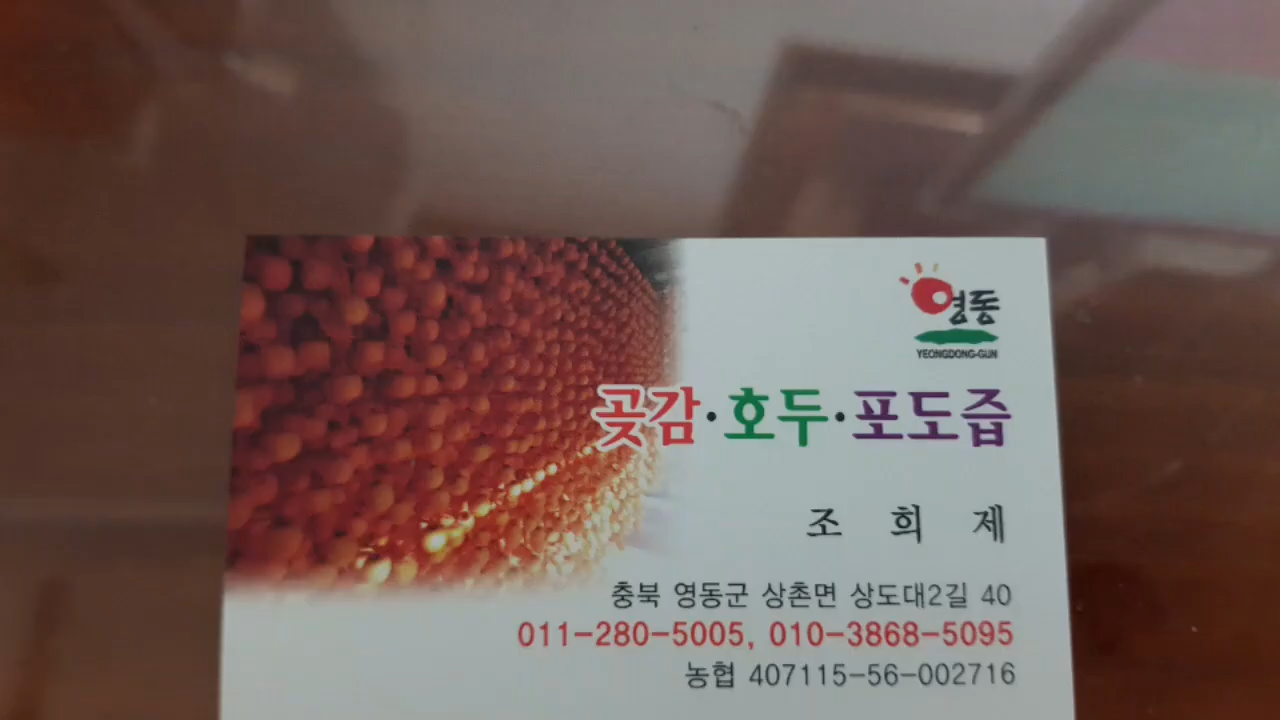 영동
YEONGDONG-GUN
곶감·호두·포도즙
조 희 제
충북 영동군 상촌면 상도대2길 40
011-280-5005, 010-3868-5095
농협 407115-56-002716